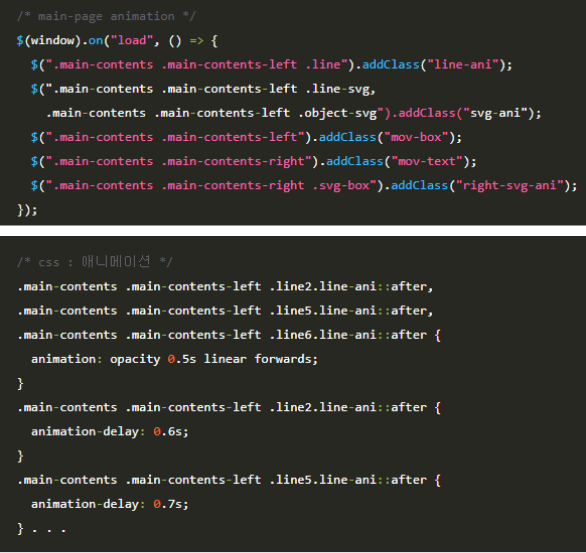 /* main-page animation */
$(window).on("load", () => {
$(".main-contents .main-contents-left .line").addClass("line-ani");
$(".main-contents .main-contents-left .line-svg,
.main-contents .main-contents-left .object-svg").addClass("svg-ani");
$(".main-contents .main-contents-left").addClass("mov-box");
$(".main-contents .main-contents-right").addClass("mov-text");
$(".main-contents .main-contents-right .svg-box").addClass("right-svg-ani");
});
/* css : 애니메이션 */
.main-contents .main-contents-left .line2.line-ani::after,
.main-contents .main-contents-left .line5.line-ani::after,
.main-contents .main-contents-left .line6.line-ani::after {
animation: opacity 0.5s linear forwards;
}
.main-contents .main-contents-left .line2.line-ani::after {
animation-delay: 0.6s;
}
.main-contents .main-contents-left .line5.line-ani::after {
animation-delay: 0.7s;
} . . .